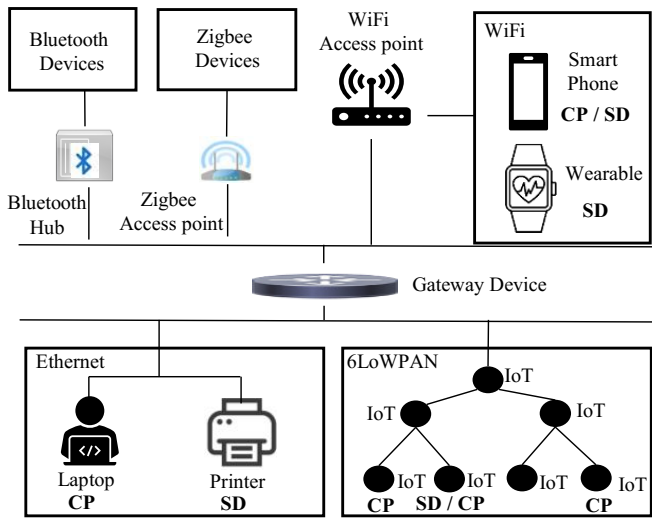 Bluetooth
Devices
Zigbee
Devices
WiFi
Access point
WiFi
Smart
Phone
CP / SD
Wearable
SD
Bluetooth
Hub
Zigbee
Access point
Gateway Device
Ethernet
Laptop
CP
Printer
SD
6LoWPAN
IoT
IoT
IoT
IoT
IoT
IoT
IoT
CP
SD / CP
CP